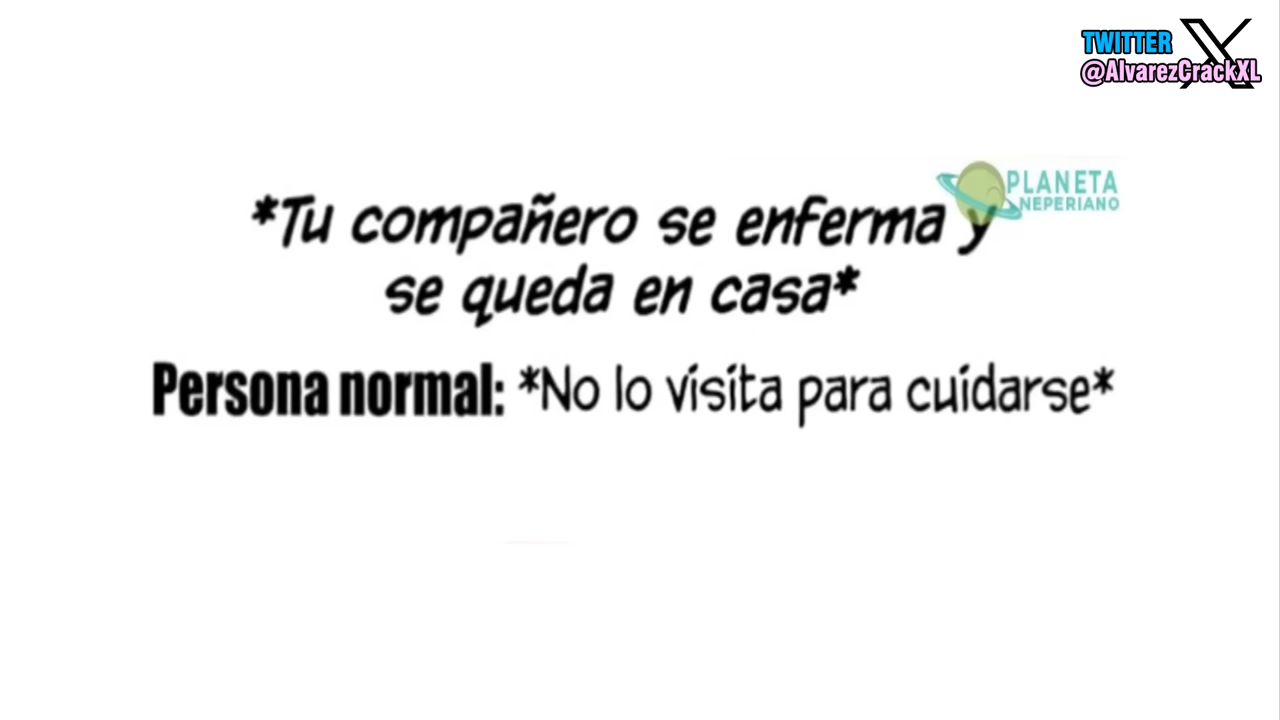 TWITTER
@AlvarezCrackXL
PLANETA
NEPERIANO
*Tu compañero se enferma y
se queda en casa*
Persona normal: *No lo visita para cuidarse*